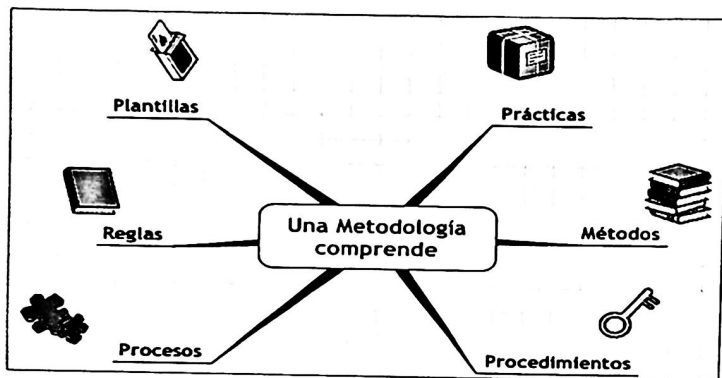 Plantillas
Prácticas
Reglas
Una Metodología
comprende
Métodos
Procesos
Procedimientos